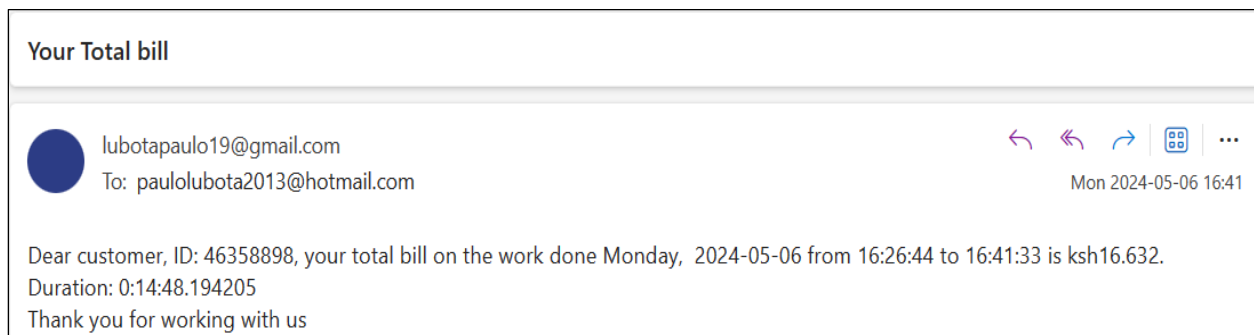 Your Total bill
lubotapaulo19@gmail.com
To: paulolubota2013@hotmail.com
Mon 2024-05-06 16:41
Dear customer, ID: 46358898, your total bill on the work done Monday,  2024-05-06 from 16:26:44 to 16:41:33 is ksh16.632.
Duration: 0:14:48.194205
Thank you for working with us